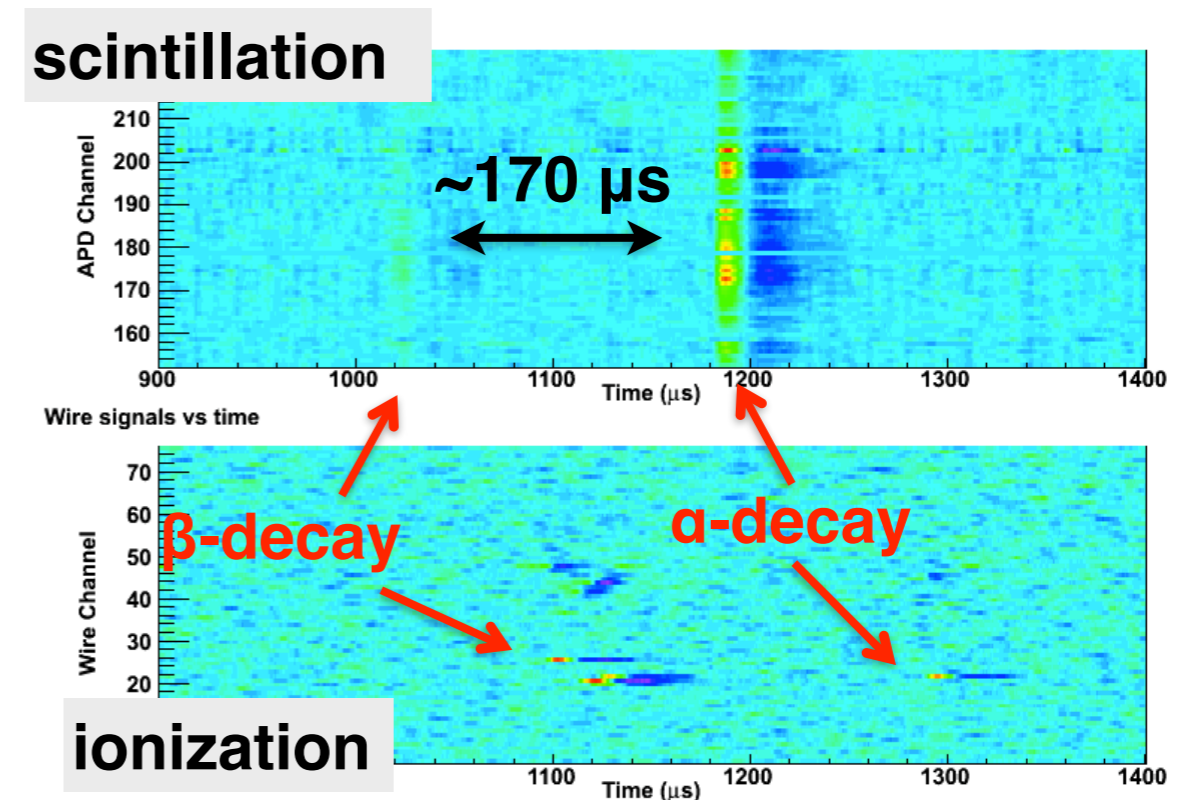 scintillation
210
200
190
180
170
160
APD Channel
~170 µs
900 1000 1100 1200 1300 1400
Time (µs)
Wire signals vs time
70
60
50
40
30
20
Wire Channel
β-decay
α-decay
ionization
1100 1200 1300 1400
Time (µs)